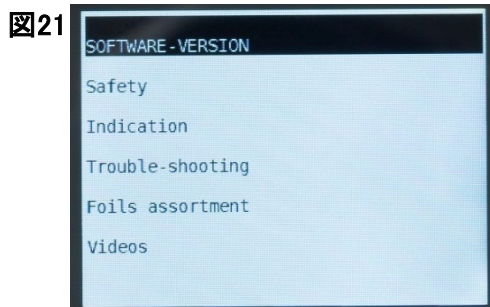 図21
SOFTWARE-VERSION
Safety
Indication
Trouble-shooting
Foils assortment
Videos